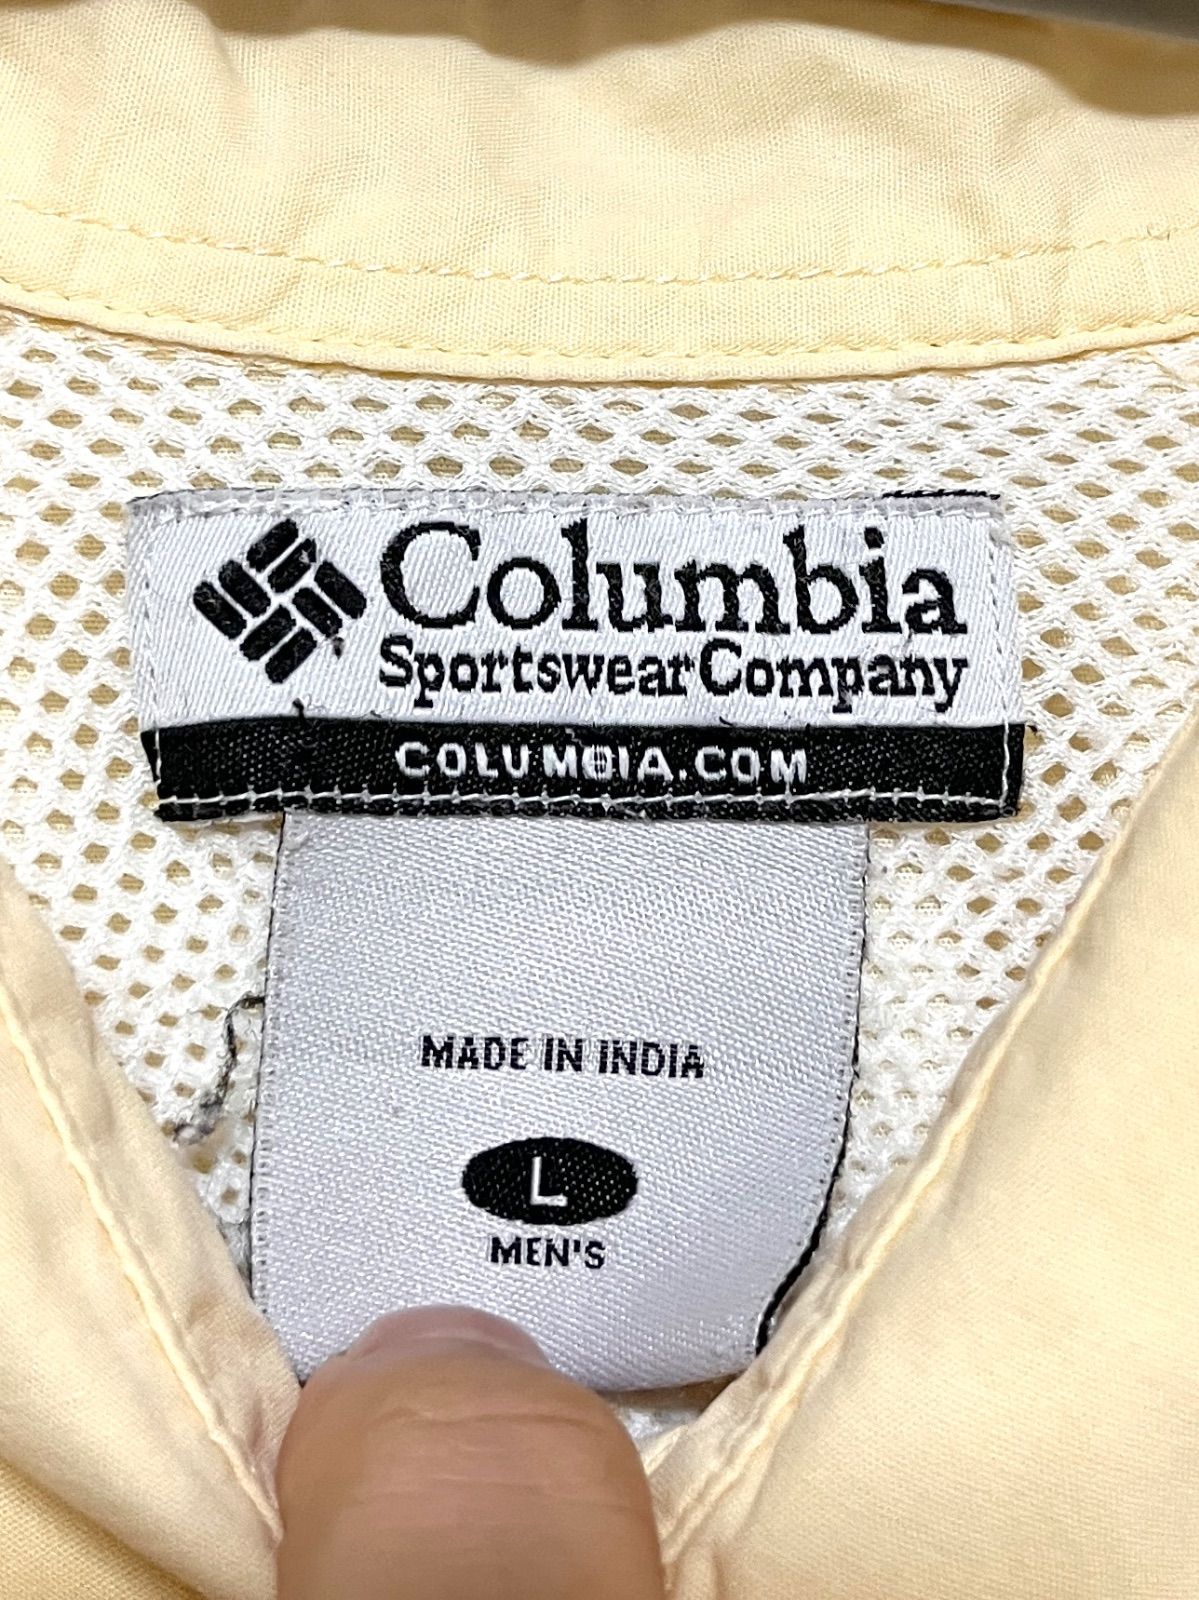 Columbia
Sportswear Company
COLUMBIA.COM
MADE IN INDIA
L
MEN'S